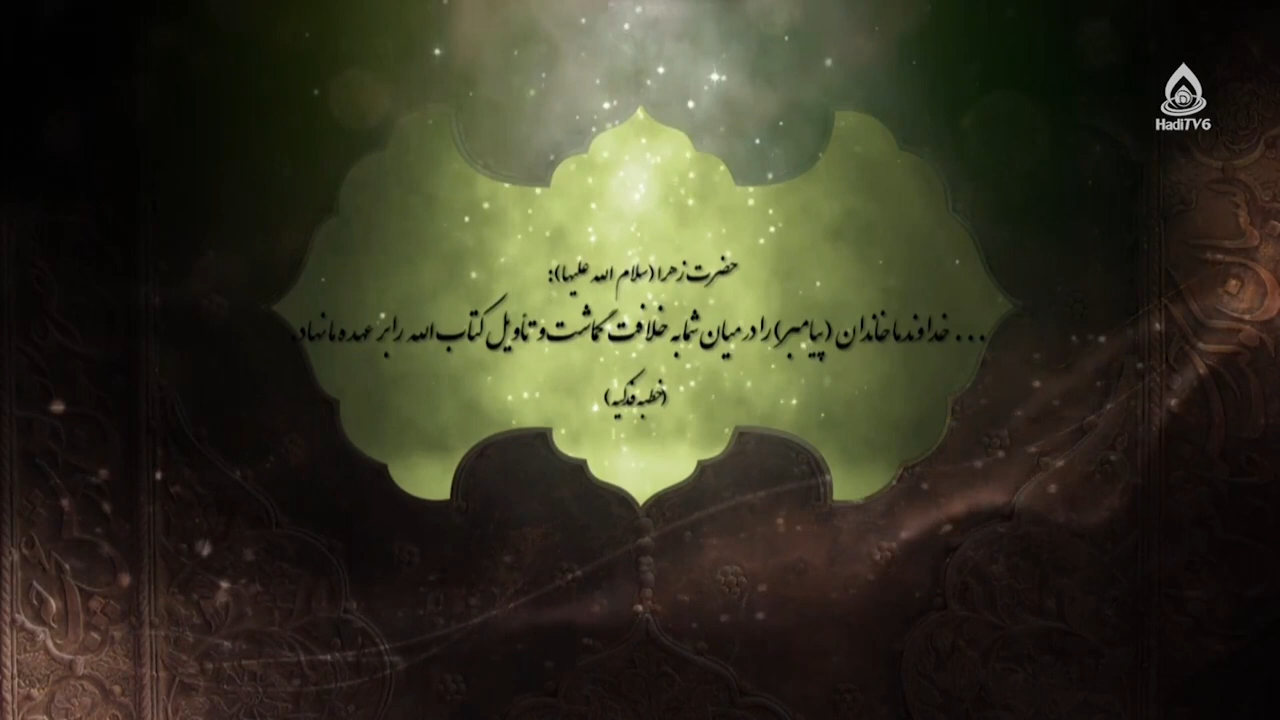 HadiTV6
حضرت زهرا (سلام الله علیها):
... خداوند ما خاندان (پیامبر) را در میان شما به خلافت گماشت و تأویل کتاب الله را بر عهده ما نهاد.
(خطبه فدکیه)